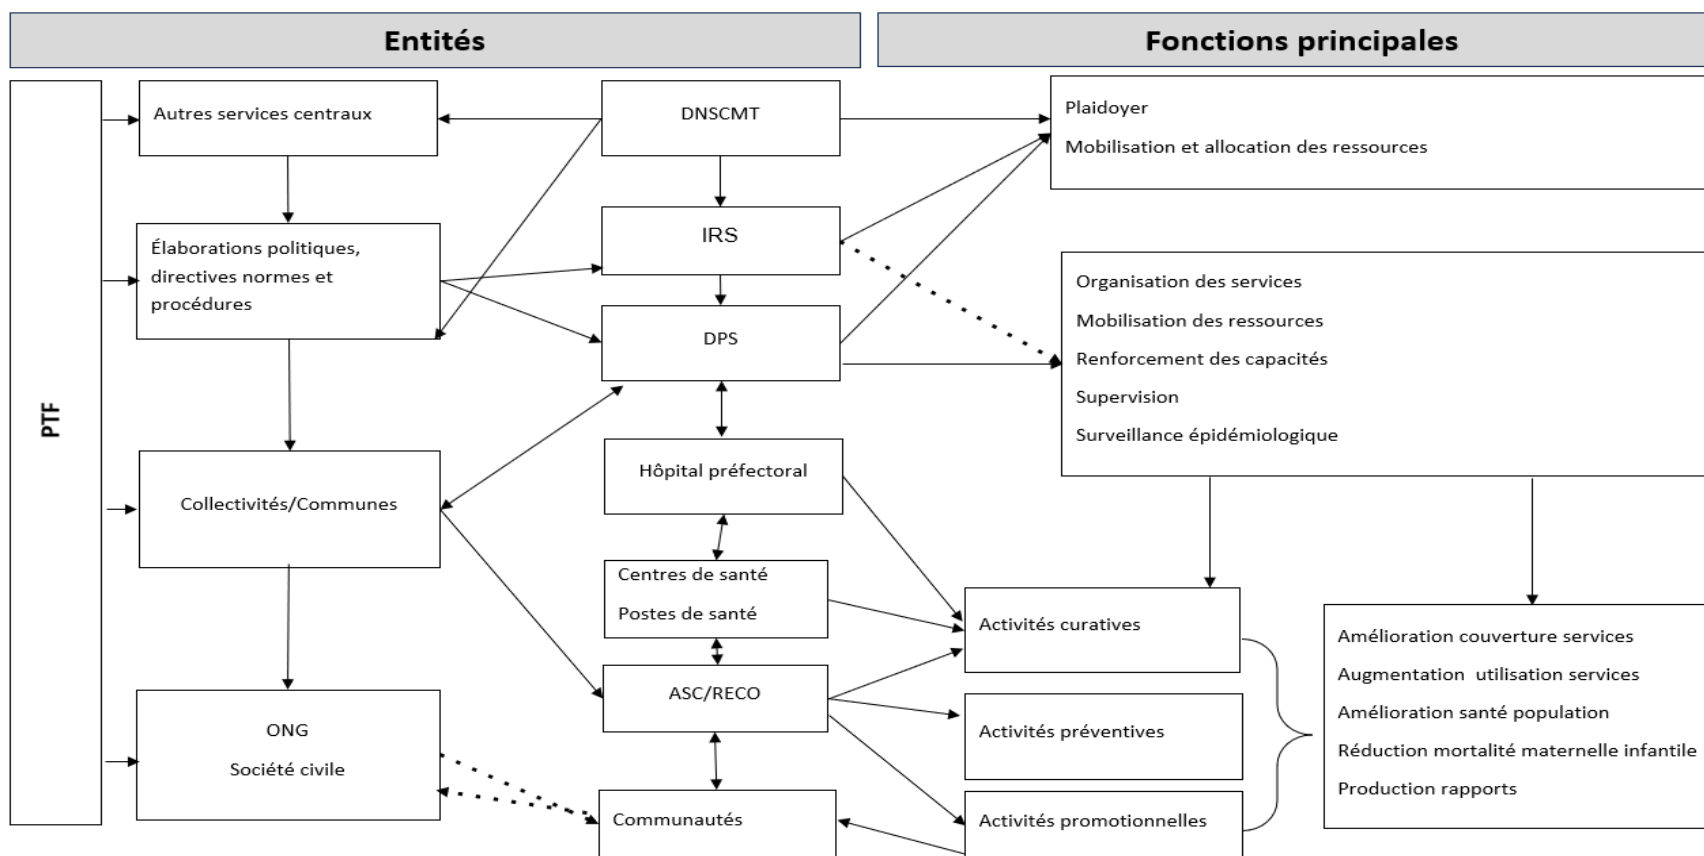 Entités
Fonctions principales
PTF
Autres services centraux
DNSCMT
Plaidoyer
Mobilisation et allocation des ressources
Élaborations politiques,
directives normes et
procédures
IRS
DPS
Organisation des services
Mobilisation des ressources
Renforcement des capacités
Supervision
Surveillance épidémiologique
Collectivités/Communes
Hôpital préfectoral
Centres de santé
Postes de santé
ASC/RECO
ONG
Société civile
Communautés
Activités curatives
Activités préventives
Activités promotionnelles
Amélioration couverture services
Augmentation utilisation services
Amélioration santé population
Réduction mortalité maternelle infantile
Production rapports